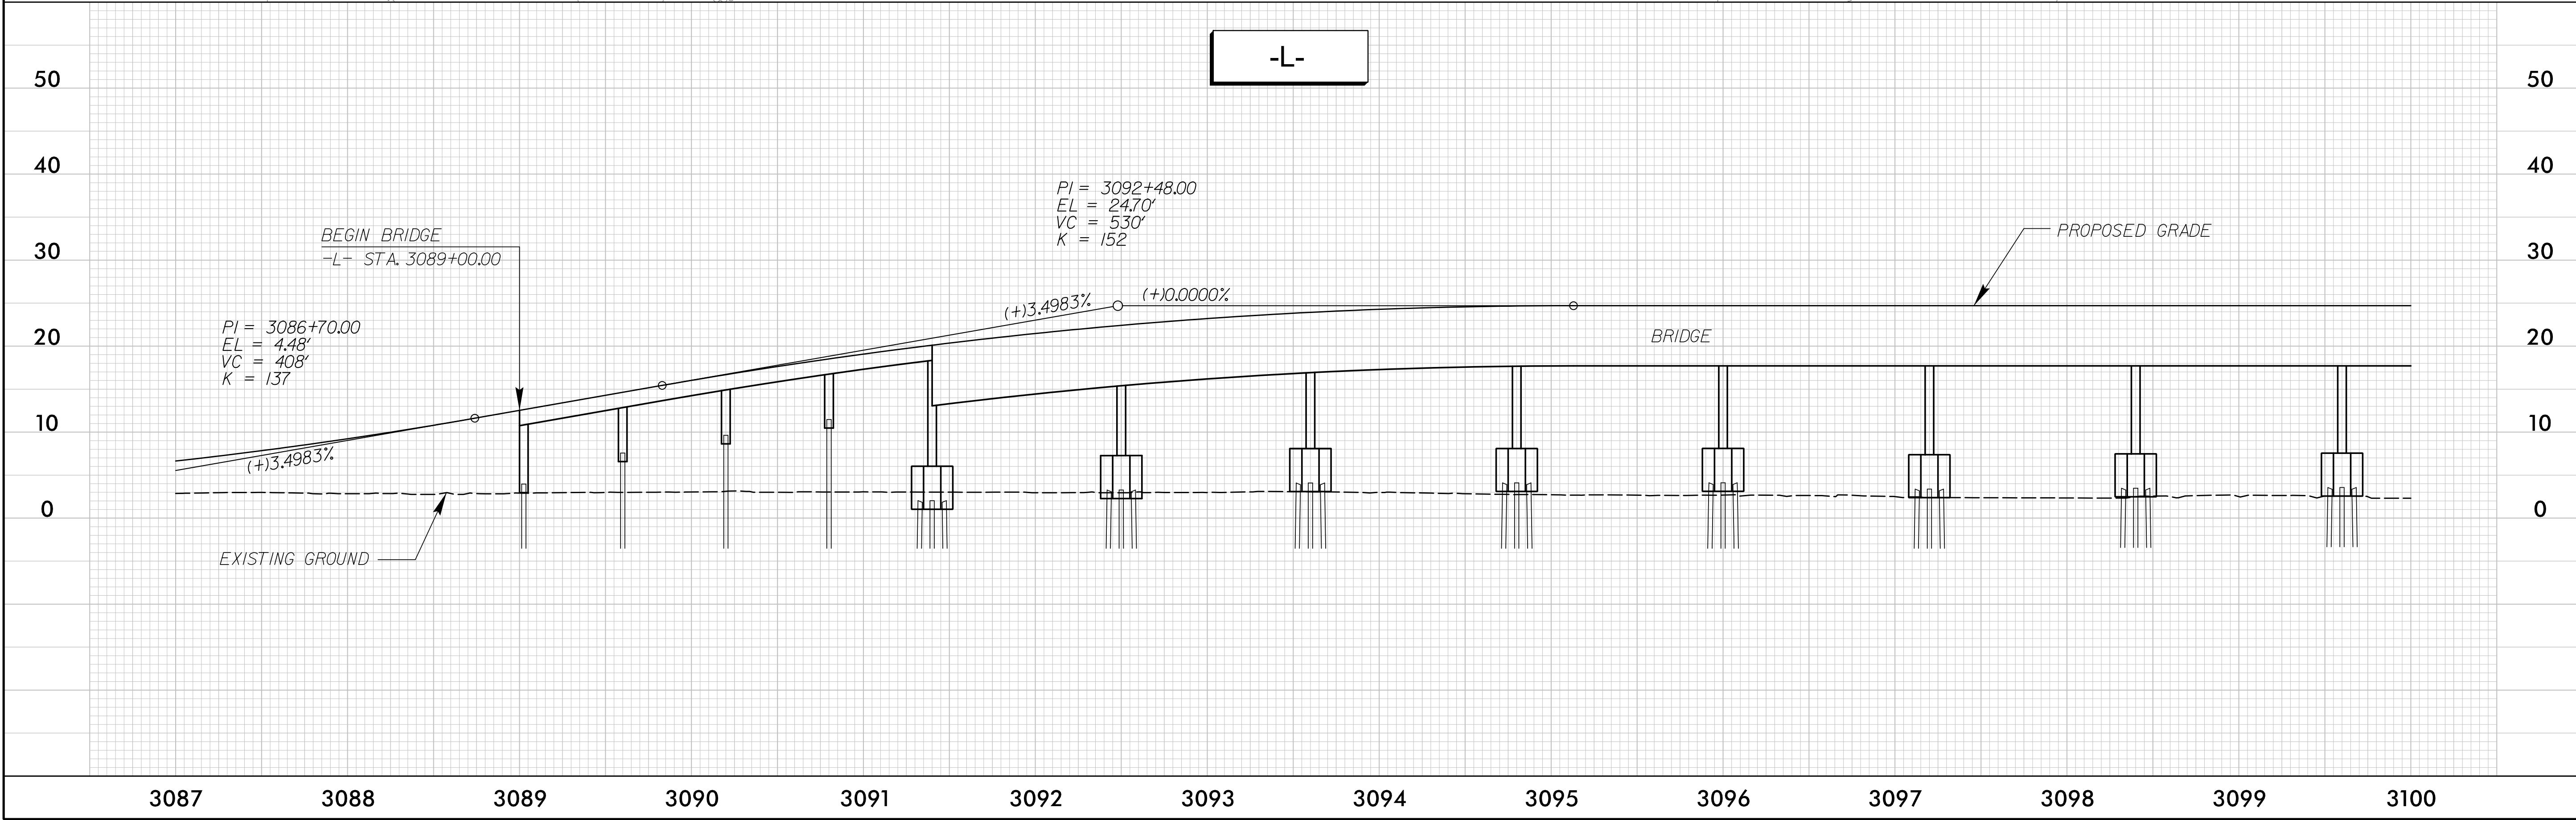 -L-
50
50
40
40
PI = 3092+48.00
EL = 24.70'
VC = 530'
K = 152
BEGIN BRIDGE
-L- STA. 3089+00.00
PROPOSED GRADE
30
30
(+)3.4983%
(+)0.0000%
PI = 3086+70.00
EL = 4.48'
VC = 408'
K = 137
20
BRIDGE
20
10
10
(+)3.4983%
0
0
EXISTING GROUND
3087 3088 3089 3090 3091 3092 3093 3094 3095 3096 3097 3098 3099 3100